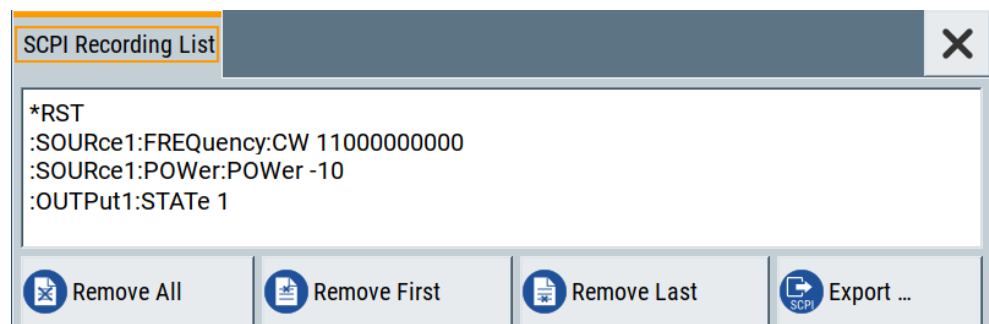 SCPI Recording List
*RST
:SOURce1:FREQuency:CW 11000000000
:SOURce1:POWer:POWer -10
:OUTPut1:STATe 1
Remove All
Remove First
Remove Last
SCPI
Export ...